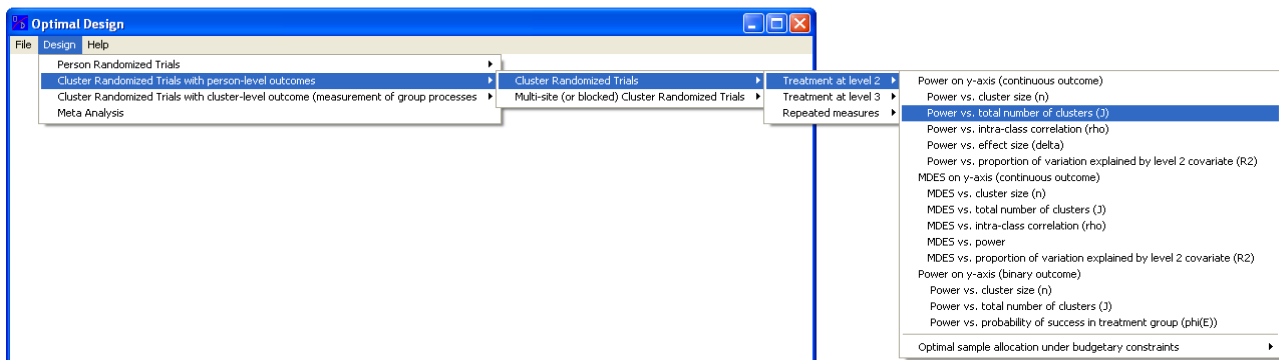 Optimal Design
File Design Help
Person Randomized Trials
Cluster Randomized Trials with person-level outcomes
Cluster Randomized Trials with cluster-level outcome (measurement of group processes
Meta Analysis
Cluster Randomized Trials
Multi-site (or blocked) Cluster Randomized Trials
Treatment at level 2
Treatment at level 3
Repeated measures
Power on y-axis (continuous outcome)
Power vs. cluster size (n)
Power vs. total number of clusters (J)
Power vs. intra-class correlation (rho)
Power vs. effect size (delta)
Power vs. proportion of variation explained by level 2 covariate (R2)
MDES on y-axis (continuous outcome)
MDES vs. cluster size (n)
MDES vs. total number of clusters (J)
MDES vs. intra-class correlation (rho)
MDES vs. power
MDES vs. proportion of variation explained by level 2 covariate (R2)
Power on y-axis (binary outcome)
Power vs. cluster size (n)
Power vs. total number of clusters (J)
Power vs. probability of success in treatment group (phi(E))
Optimal sample allocation under budgetary constraints